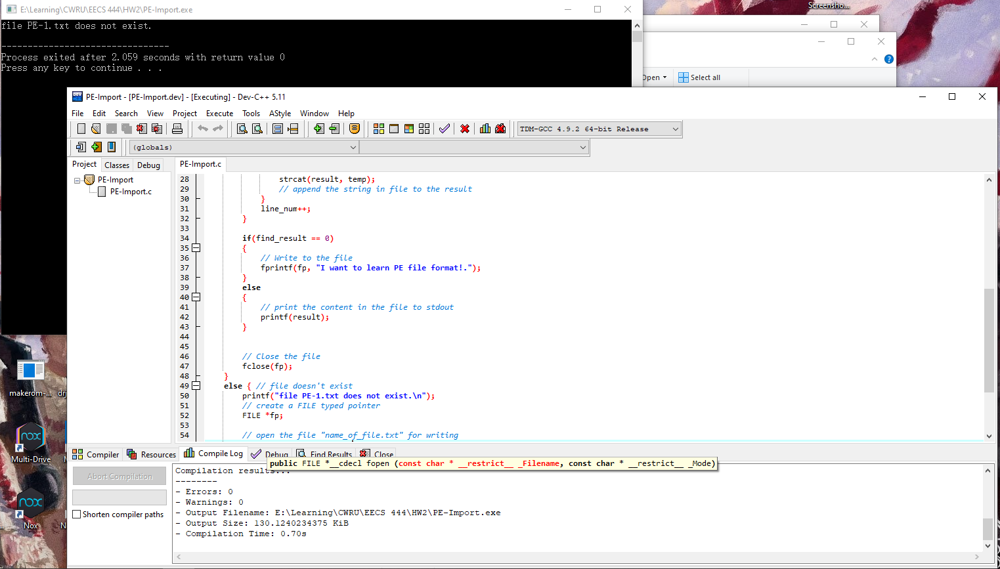 Screensho...
E:\Learning\CWRU\EECS 444\HW2\PE-Import.exe
file PE-1.txt does not exist.
--------------------------------
Process exited after 2.059 seconds with return value 0
Press any key to continue . . .
Open
Select all
PE-Import - [PE-Import.dev] - [Executing] - Dev-C++ 5.11
File Edit Search View Project Execute Tools AStyle Window Help
TDM-GCC 4.9.2 64-bit Release
(globals)
Project Classes Debug
PE-Import.c
PE-Import
PE-Import.c
28 strcat(result, temp);
29 // append the string in file to the result
30 }
31 line_num++;
32 }
33
34 if(find_result == 0)
35 {
36 // Write to the file
37 fprintf(fp, "I want to learn PE file format!.");
38 }
39 else
40 {
41 // print the content in the file to stdout
42 printf(result);
43 }
44
45
46 // Close the file
47 fclose(fp);
48 }
49 else { // file doesn't exist
50 printf("file PE-1.txt does not exist.\n");
51 // create a FILE typed pointer
52 FILE *fp;
53
54 // open the file "name_of_file.txt" for writing
makerom-...
drj
Multi-Drive
Nox
N
Compiler Resources Compile Log Debug Find Results Close
public FILE *__cdecl fopen (const char * __restrict__ _Filename, const char * __restrict__ _Mode)
Abort Compilation
Shorten compiler paths
Compilation results...
--------
- Errors: 0
- Warnings: 0
- Output Filename: E:\Learning\CWRU\EECS 444\HW2\PE-Import.exe
- Output Size: 130.1240234375 KiB
- Compilation Time: 0.70s